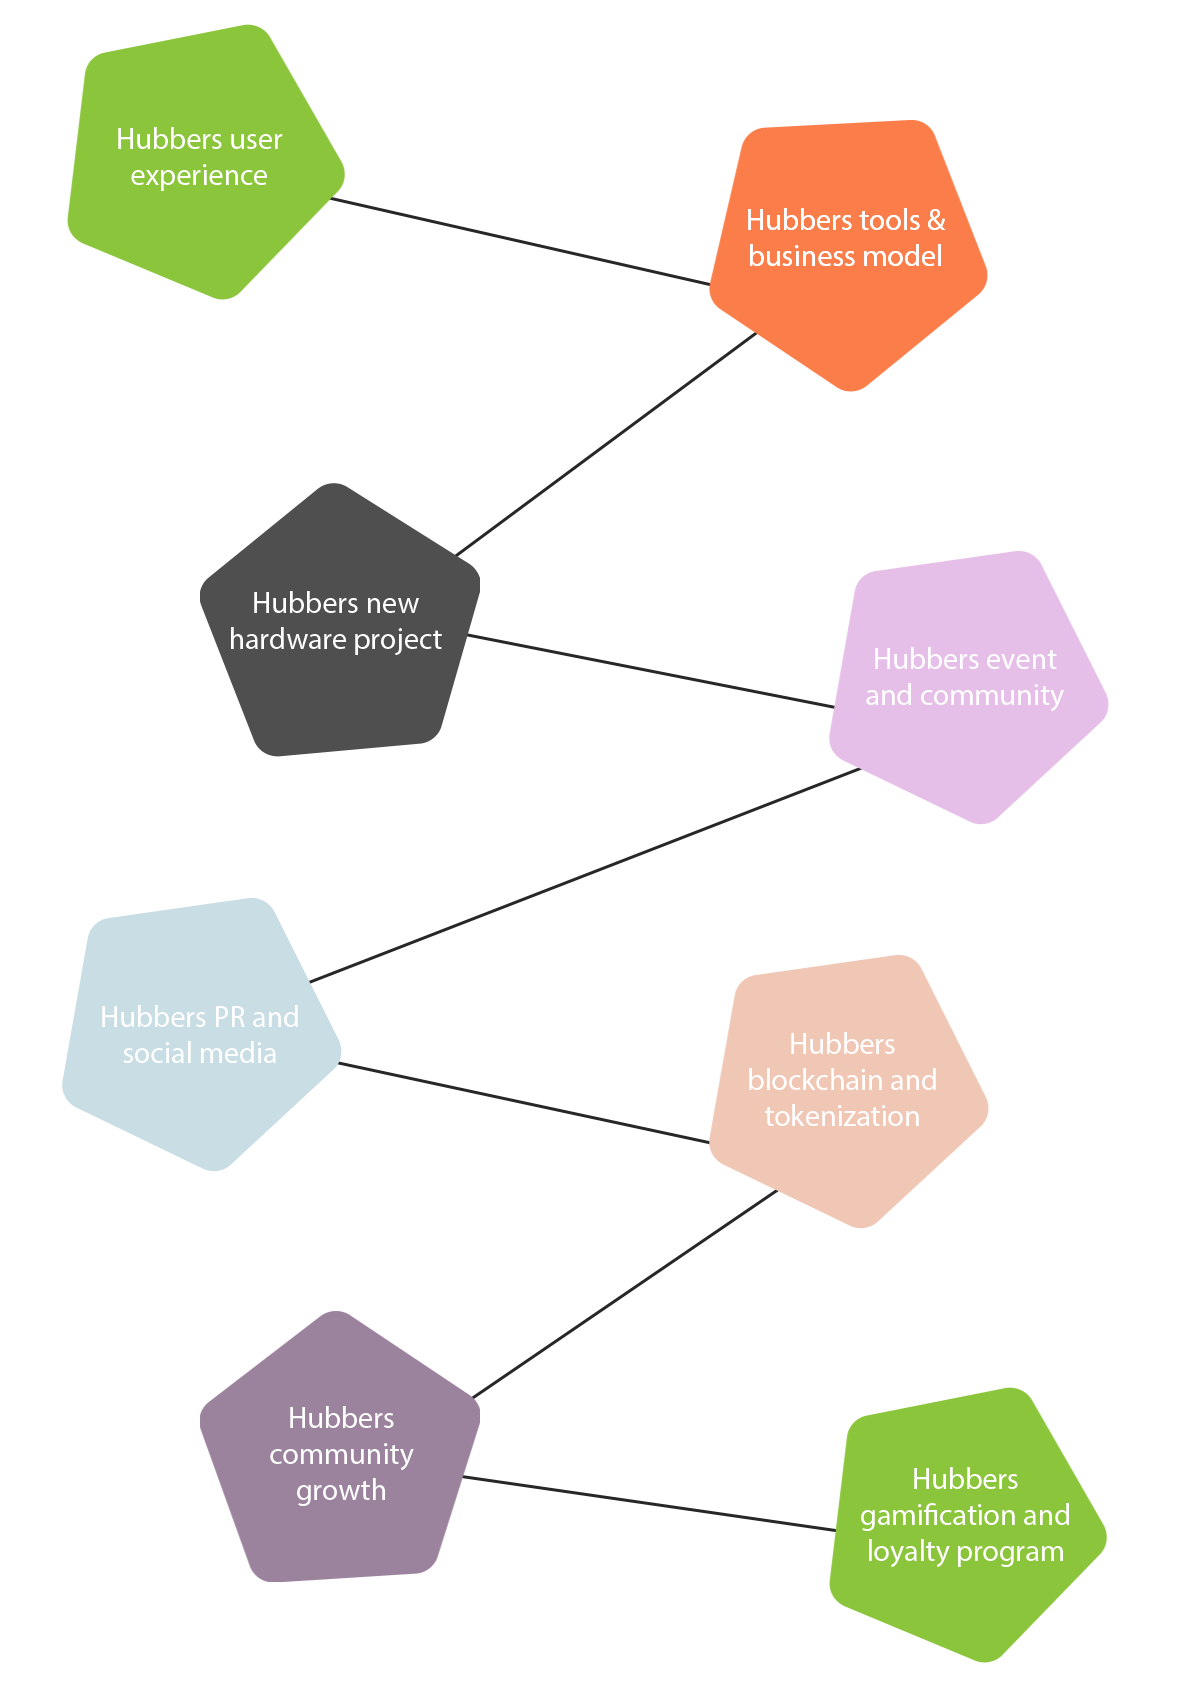 Hubbers user
experience
Hubbers tools &
business model
Hubbers new
hardware project
Hubbers event
and community
Hubbers PR and
social media
Hubbers
blockchain and
tokenization
Hubbers
community
growth
Hubbers
gamification and
loyalty program